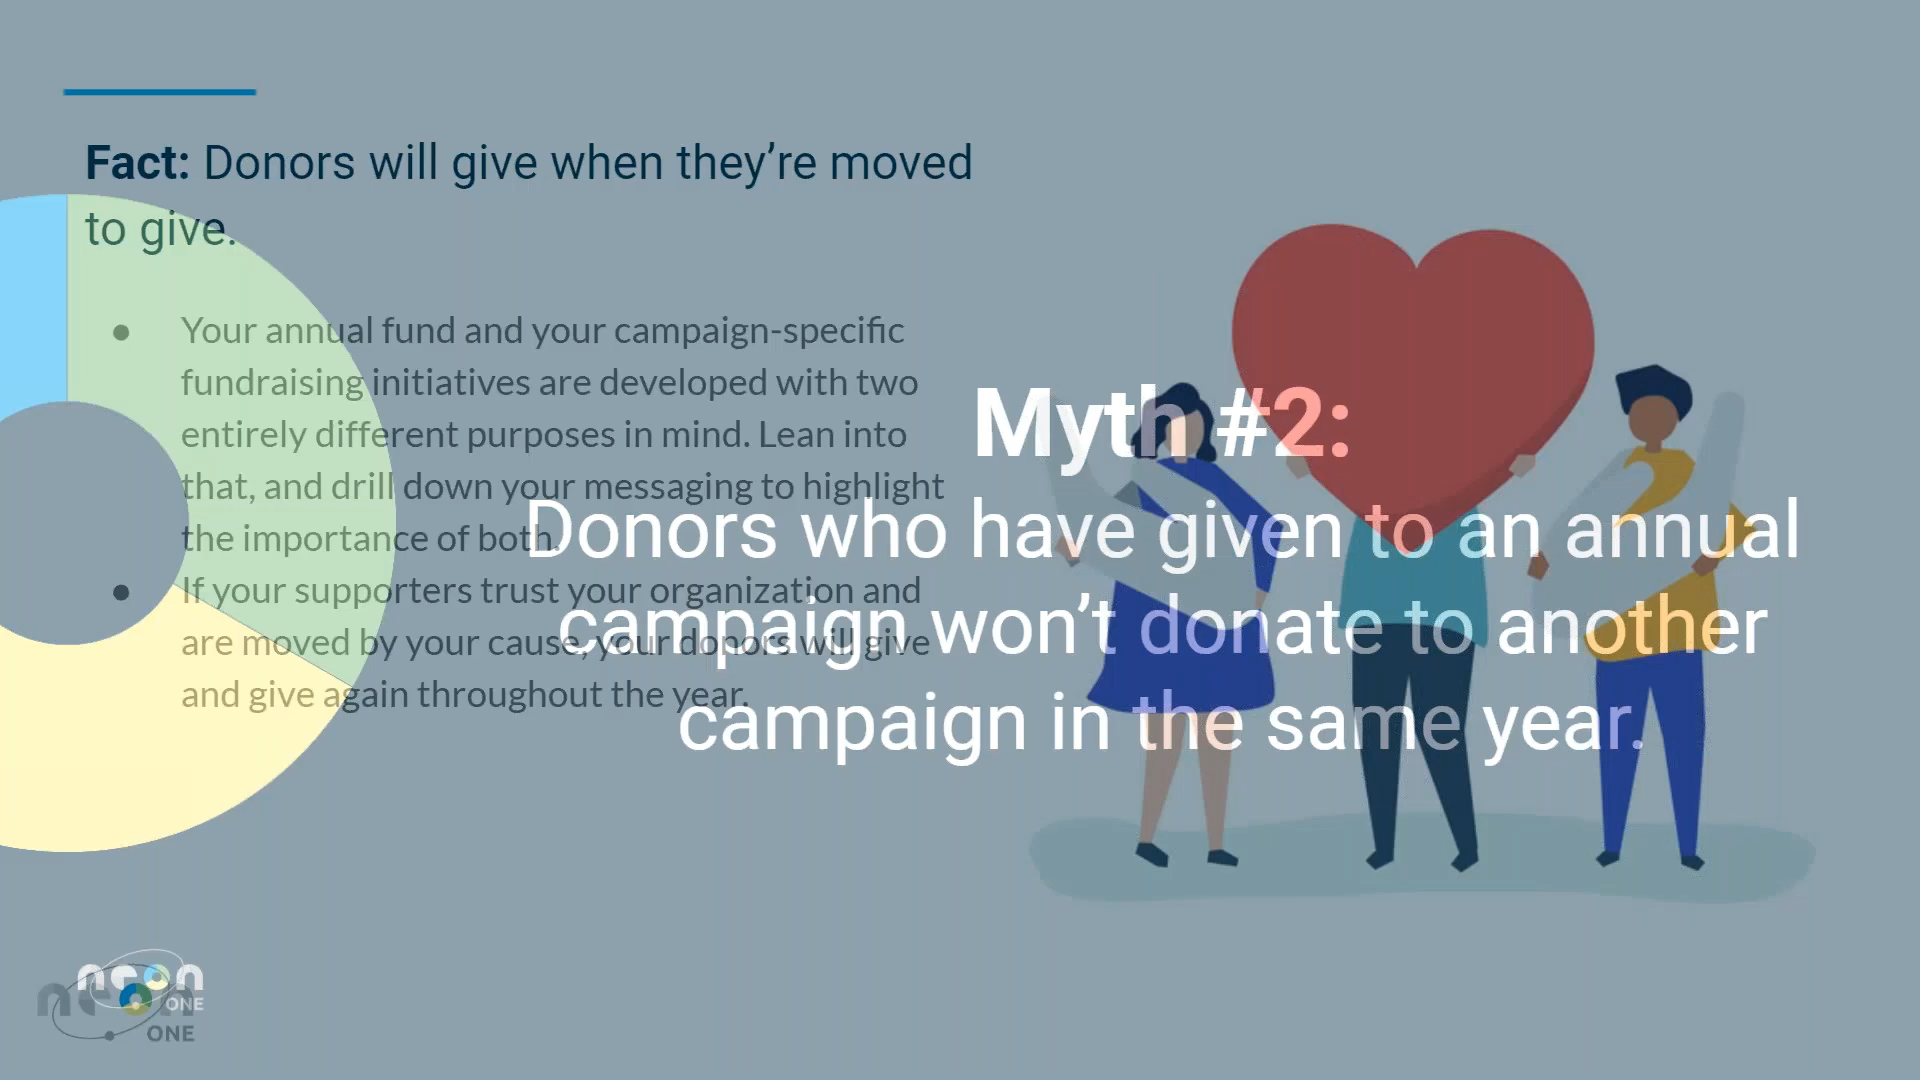 Fact: Donors will give when they’re moved
to give.
● Your annual fund and your campaign-specific
fundraising initiatives are developed with two
entirely different purposes in mind. Lean into
that, and drill down your messaging to highlight
the importance of both.
● If your supporters trust your organization and
are moved by your cause, your donors will give
and give again throughout the year.
Myth #2:
Donors who have given to an annual
campaign won’t donate to another
campaign in the same year.
neon
ONE
neon
ONE